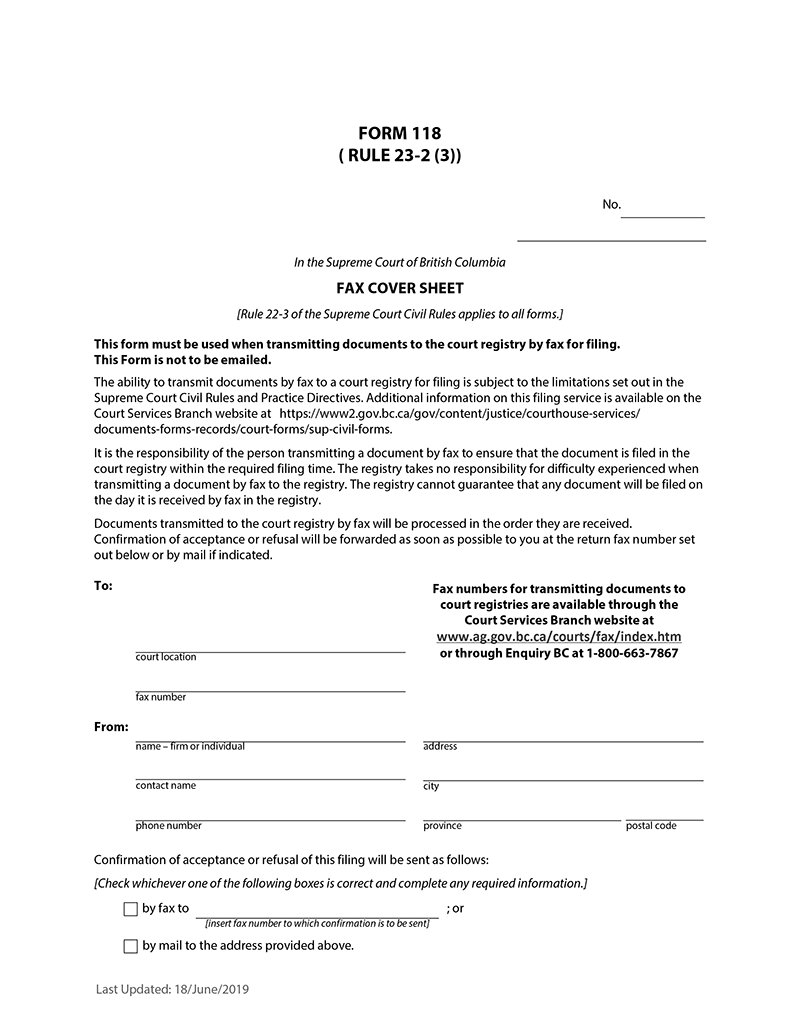 FORM 118
( RULE 23-2 (3))
No.
In the Supreme Court of British Columbia
FAX COVER SHEET
[Rule 22-3 of the Supreme Court Civil Rules applies to all forms.]
This form must be used when transmitting documents to the court registry by fax for filing.
This Form is not to be emailed.
The ability to transmit documents by fax to a court registry for filing is subject to the limitations set out in the
Supreme Court Civil Rules and Practice Directives. Additional information on this filing service is available on the
Court Services Branch website at https://www2.gov.bc.ca/gov/content/justice/courthouse-services/
documents-forms-records/court-forms/sup-civil-forms.
It is the responsibility of the person transmitting a document by fax to ensure that the document is filed in the
court registry within the required filing time. The registry takes no responsibility for difficulty experienced when
transmitting a document by fax to the registry. The registry cannot guarantee that any document will be filed on
the day it is received by fax in the registry.
Documents transmitted to the court registry by fax will be processed in the order they are received.
Confirmation of acceptance or refusal will be forwarded as soon as possible to you at the return fax number set
out below or by mail if indicated.
To:
court location
fax number
Fax numbers for transmitting documents to
court registries are available through the
Court Services Branch website at
www.ag.gov.bc.ca/courts/fax/index.htm
or through Enquiry BC at 1-800-663-7867
From:
name – firm or individual
address
contact name
city
phone number
province
postal code
Confirmation of acceptance or refusal of this filing will be sent as follows:
[Check whichever one of the following boxes is correct and complete any required information.]
by fax to ; or
[insert fax number to which confirmation is to be sent]
by mail to the address provided above.
Last Updated: 18/June/2019